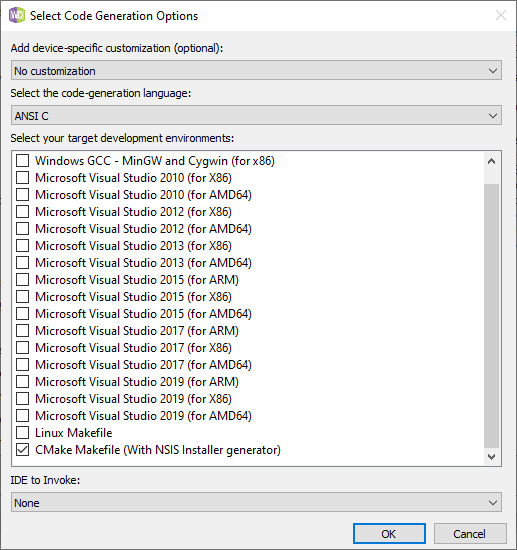 WD Select Code Generation Options
Add device-specific customization (optional):
No customization
Select the code-generation language:
ANSI C
Select your target development environments:
Windows GCC - MinGW and Cygwin (for x86)
Microsoft Visual Studio 2010 (for X86)
Microsoft Visual Studio 2010 (for AMD64)
Microsoft Visual Studio 2012 (for X86)
Microsoft Visual Studio 2012 (for AMD64)
Microsoft Visual Studio 2013 (for X86)
Microsoft Visual Studio 2013 (for AMD64)
Microsoft Visual Studio 2015 (for ARM)
Microsoft Visual Studio 2015 (for X86)
Microsoft Visual Studio 2015 (for AMD64)
Microsoft Visual Studio 2017 (for ARM)
Microsoft Visual Studio 2017 (for X86)
Microsoft Visual Studio 2017 (for AMD64)
Microsoft Visual Studio 2019 (for ARM)
Microsoft Visual Studio 2019 (for X86)
Microsoft Visual Studio 2019 (for AMD64)
Linux Makefile
CMake Makefile (With NSIS Installer generator)
IDE to Invoke:
None
OK Cancel